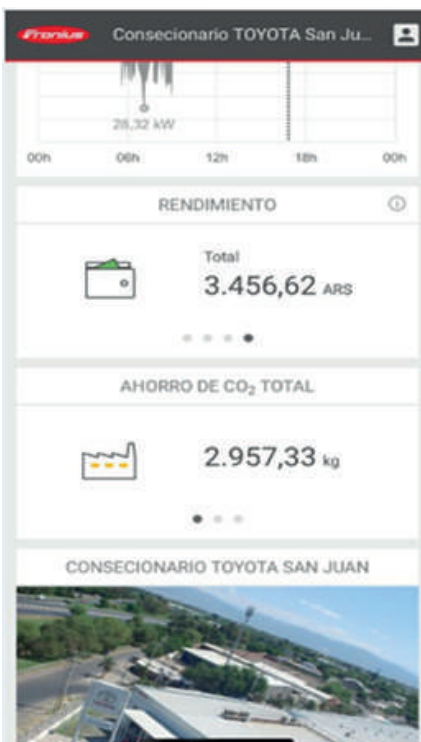 Fronius
Consecionario TOYOTA San Ju...
28,32 kW
00h 06h 12h 18h 00h
RENDIMIENTO
Total
3.456,62 ARS
AHORRO DE CO₂ TOTAL
2.957,33 kg
CONSECIONARIO TOYOTA SAN JUAN